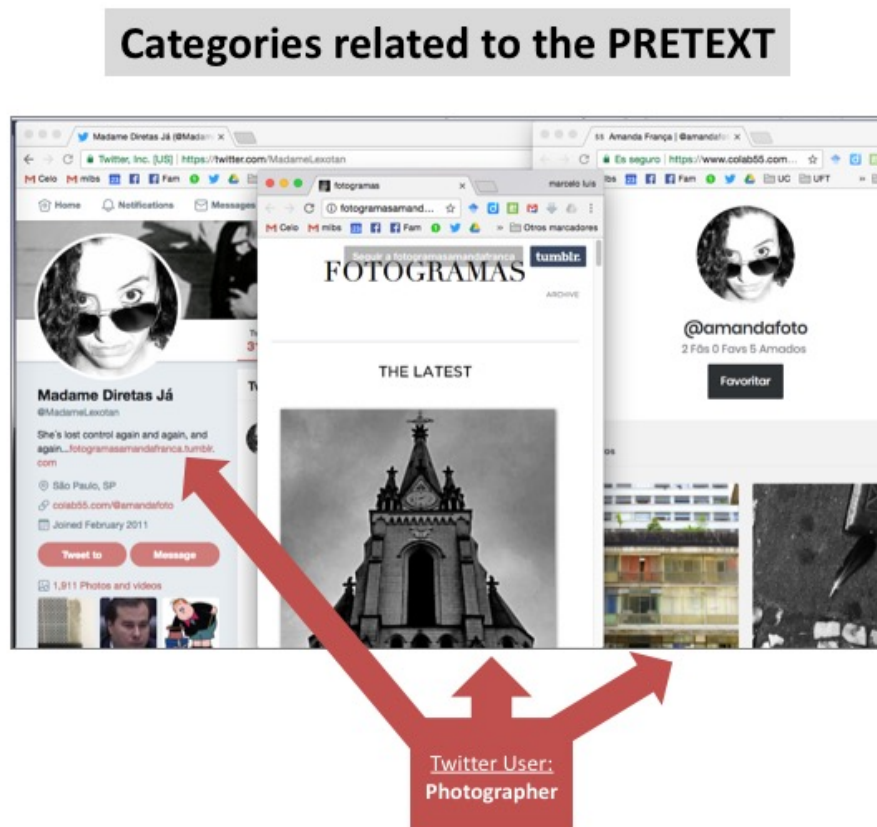 Categories related to the PRETEXT
Madame Diretas Já (@Madam
Twitter, Inc. [US] https://twitter.com/MadameLexotan
M Celo M mibs Fam
Home Notifications Messages
Madame Diretas Já
@MadameLexotan
She's lost control again and again, and
again...fotogramasamandafranca.tumblr.
com
São Paulo, SP
colab55.com/@amandafoto
Joined February 2011
Tweet to Message
1,911 Photos and videos
fotogramas
marcelo luis
fotogramasamand...
M Celo M mibs Fam » Otros marcadores
Seguir a fotogramasamandafranca tumblr.
FOTOGRAMAS
ARCHIVE
THE LATEST
55 Amanda França | @amandafo
Es seguro https://www.colab55.com...
Fam UC UFT »
@amandafoto
2 Fãs 0 Favs 5 Amados
Favoritar
os
Twitter User:
Photographer